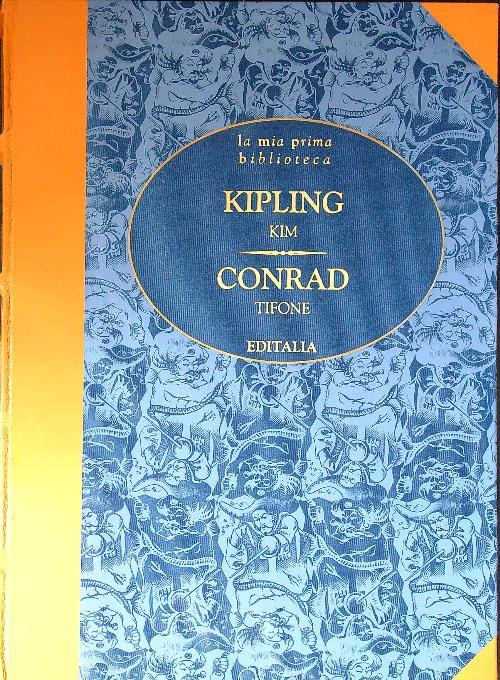 la mia prima
biblioteca
KIPLING
KIM
CONRAD
TIFONE
EDITALIA